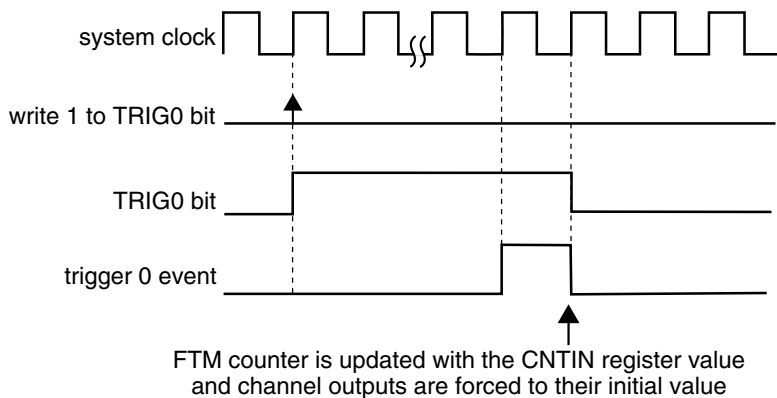 system clock
write 1 to TRIG0 bit
TRIG0 bit
trigger 0 event
FTM counter is updated with the CNTIN register value
and channel outputs are forced to their initial value